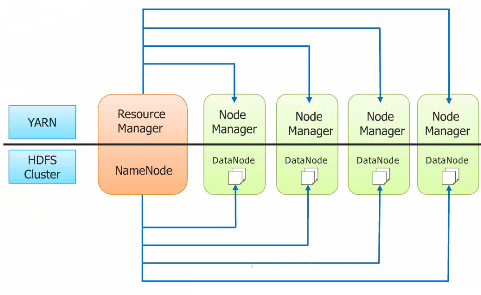 YARN
Resource
Manager
Node
Manager
Node
Manager
Node
Manager
Node
Manager
HDFS
Cluster
NameNode
DataNode
DataNode
DataNode
DataNode